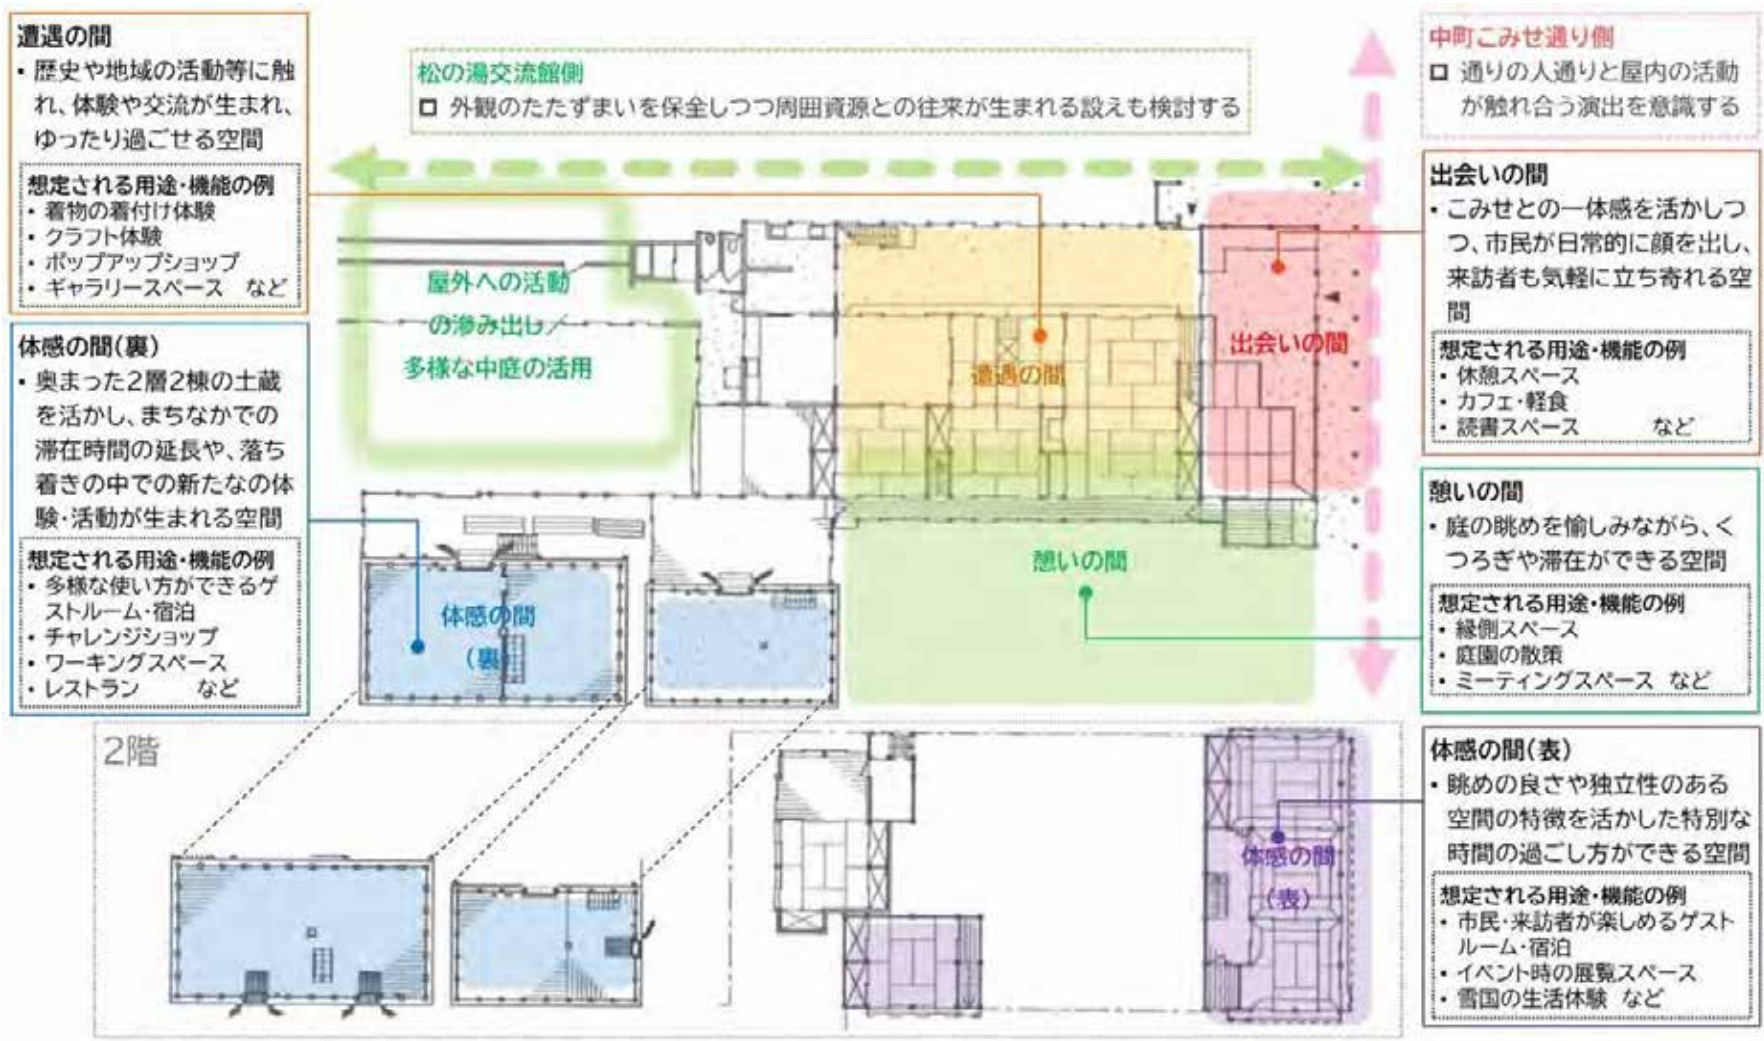 遭遇の間
・歴史や地域の活動等に触
れ、体験や交流が生まれ、
ゆったり過ごせる空間
想定される用途・機能の例
・着物の着付け体験
・クラフト体験
・ポップアップショップ
・ギャラリースペース など
体感の間(裏)
・奥まった2層2棟の土蔵
を活かし、まちなかでの
滞在時間の延長や、落ち
着きの中での新たなの体
験・活動が生まれる空間
想定される用途・機能の例
・多様な使い方ができるゲ
ストルーム・宿泊
・チャレンジショップ
・ワーキングスペース
・レストラン など
松の湯交流館側
□ 外観のたたずまいを保全しつつ周囲資源との往来が生まれる設えも検討する
屋外への活動
の滲み出し/
多様な中庭の活用
遭遇の間
出会いの間
憩いの間
体感の間
(裏)
2階
体感の間
(表)
中町こみせ通り側
□ 通りの人通りと屋内の活動
が触れ合う演出を意識する
出会いの間
・こみせとの一体感を活かしつ
つ、市民が日常的に顔を出し、
来訪者も気軽に立ち寄れる空
間
想定される用途・機能の例
・休憩スペース
・カフェ・軽食
・読書スペース など
憩いの間
・庭の眺めを愉しみながら、く
つろぎや滞在ができる空間
想定される用途・機能の例
・縁側スペース
・庭園の散策
・ミーティングスペース など
体感の間(表)
・眺めの良さや独立性のある
空間の特徴を活かした特別な
時間の過ごし方ができる空間
想定される用途・機能の例
・市民・来訪者が楽しめるゲスト
ルーム・宿泊
・イベント時の展覧スペース
・雪国の生活体験 など